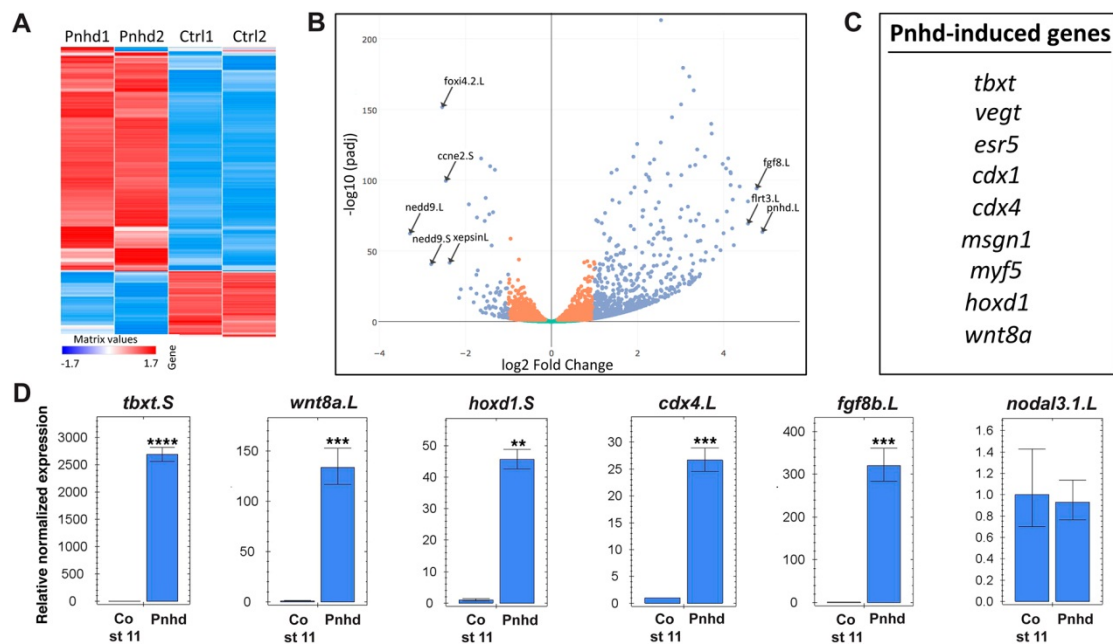 A
Pnhd1 Pnhd2 Ctrl1 Ctrl2
Matrix values
-1.7 1.7
Gene
B
-log10 (padj)
200
150
100
50
0
foxi4.2.L
ccne2.S
nedd9.L
nedd9.S
xepsinL
fgf8.L
flrt3.L
pnhd.L
−4 −2 0 2 4
log2 Fold Change
C
Pnhd-induced genes
tbxt
vegt
esr5
cdx1
cdx4
msgn1
myf5
hoxd1
wnt8a
D
Relative normalized expression
tbxt.S
3000
2500
2000
1500
1000
500
0
****
Co Pnhd
st 11
wnt8a.L
150
100
50
0
***
Co Pnhd
st 11
hoxd1.S
50
40
30
20
10
0
**
Co Pnhd
st 11
cdx4.L
30
25
20
15
10
5
0
***
Co Pnhd
st 11
fgf8b.L
400
300
200
100
0
***
Co Pnhd
st 11
nodal3.1.L
1.6
1.4
1.2
1.0
0.8
0.6
0.4
0.2
0.0
Co Pnhd
st 11